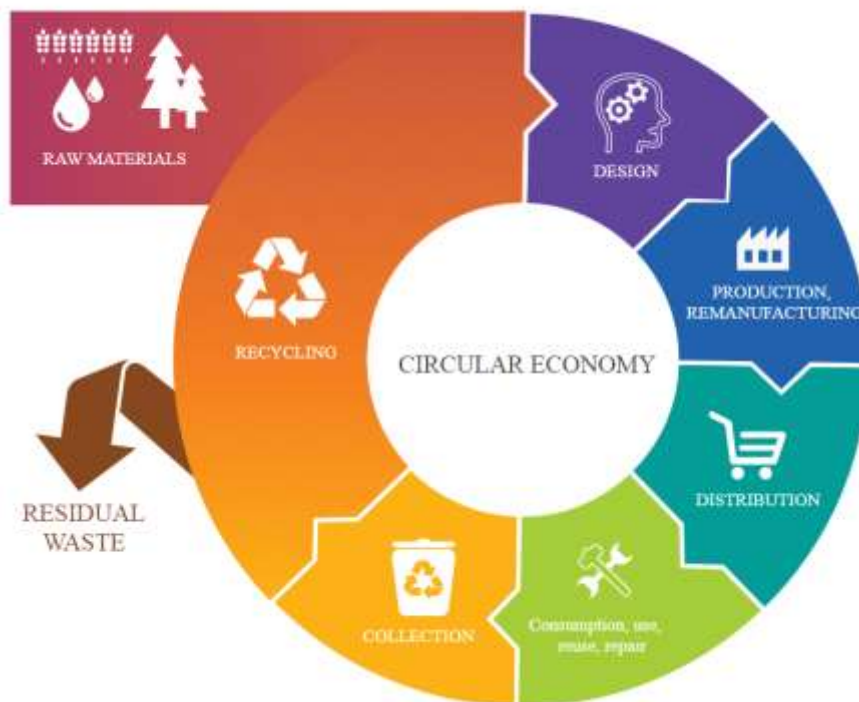 RAW MATERIALS
DESIGN
PRODUCTION,
REMANUFACTURING
RECYCLING
CIRCULAR ECONOMY
DISTRIBUTION
RESIDUAL
WASTE
COLLECTION
Consumption, use,
reuse, repair